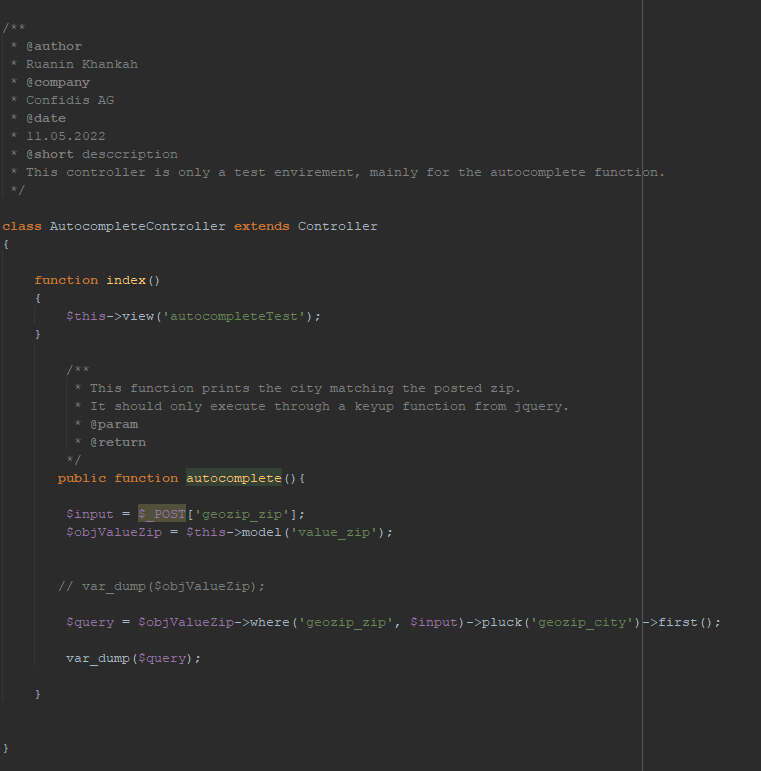 /**
 * @author
 * Ruanin Khankah
 * @company
 * Confidis AG
 * @date
 * 11.05.2022
 * @short desccription
 * This controller is only a test envirement, mainly for the autocomplete function.
 */
class AutocompleteController extends Controller
{
function index()
{
$this->view('autocompleteTest');
}
/**
 * This function prints the city matching the posted zip.
 * It should only execute through a keyup function from jquery.
 * @param
 * @return
 */
public function autocomplete(){
$input = $_POST['geozip_zip'];
$objValueZip = $this->model('value_zip');
// var_dump($objValueZip);
$query = $objValueZip->where('geozip_zip', $input)->pluck('geozip_city')->first();
var_dump($query);
}
}